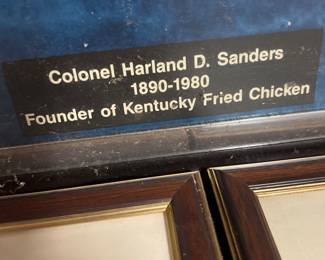 Colonel Harland D. Sanders
1890-1980
Founder of Kentucky Fried Chicken